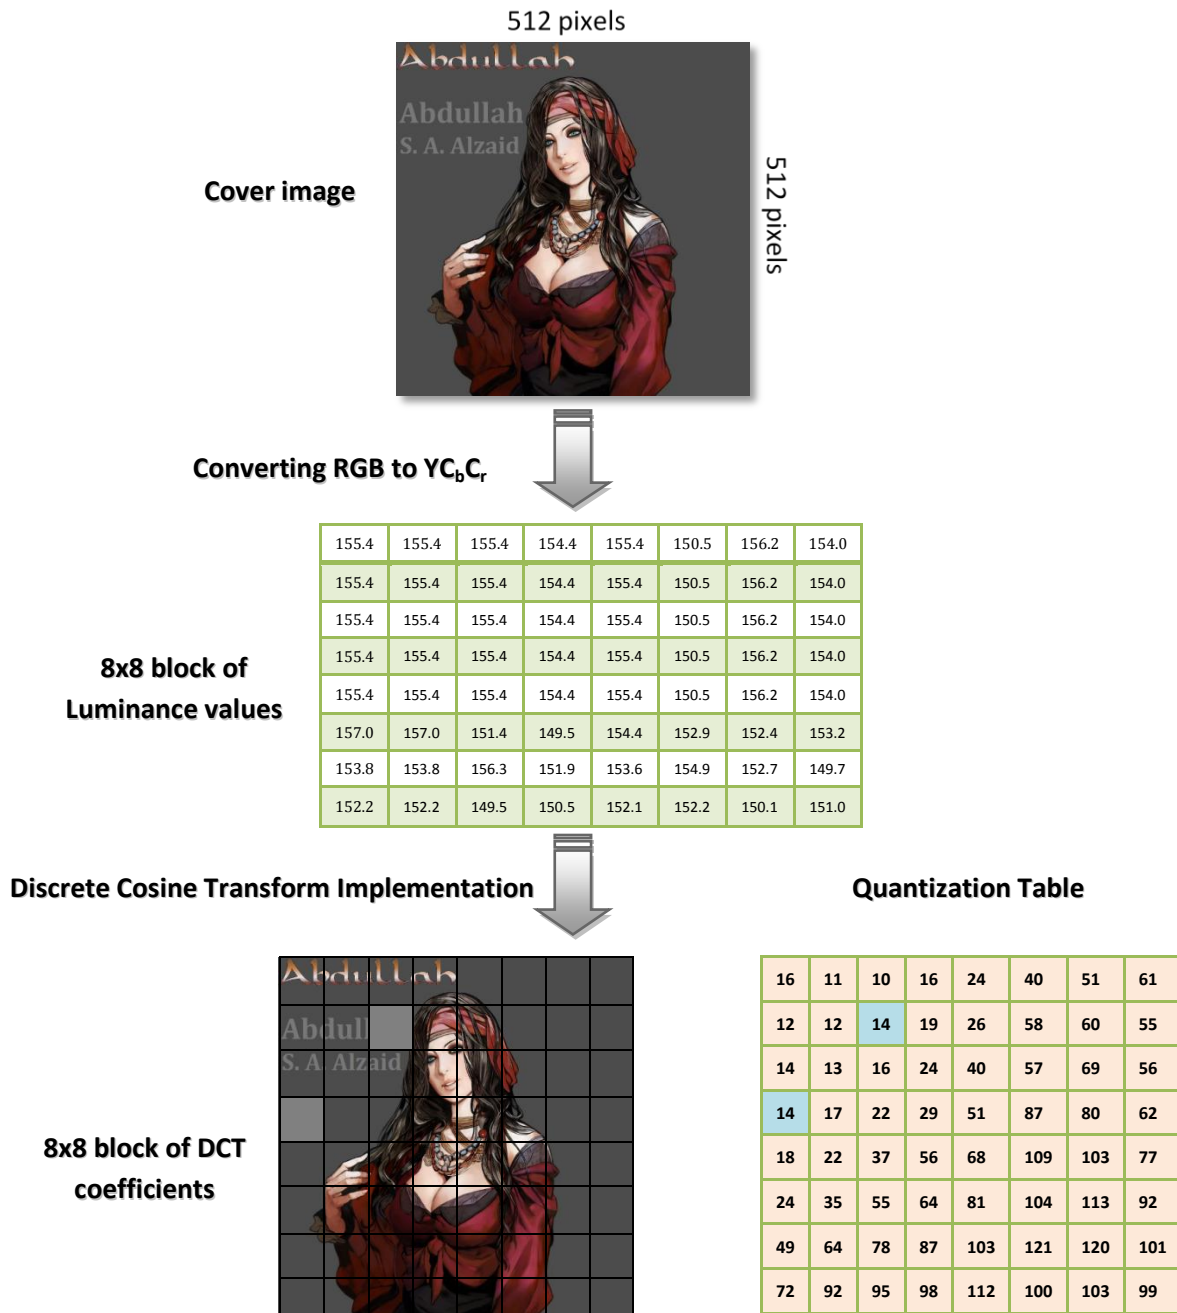 512 pixels
Abdullah
Abdullah
S. A. Alzaid
512 pixels
Cover image
Converting RGB to YCbCr
155.4 155.4 155.4 154.4 155.4 150.5 156.2 154.0
155.4 155.4 155.4 154.4 155.4 150.5 156.2 154.0
155.4 155.4 155.4 154.4 155.4 150.5 156.2 154.0
155.4 155.4 155.4 154.4 155.4 150.5 156.2 154.0
155.4 155.4 155.4 154.4 155.4 150.5 156.2 154.0
157.0 157.0 151.4 149.5 154.4 152.9 152.4 153.2
153.8 153.8 156.3 151.9 153.6 154.9 152.7 149.7
152.2 152.2 149.5 150.5 152.1 152.2 150.1 151.0
8x8 block of
Luminance values
Discrete Cosine Transform Implementation
Quantization Table
Abdullah
Abdull
S. A. Alzaid
8x8 block of DCT
coefficients
16 11 10 16 24 40 51 61
12 12 14 19 26 58 60 55
14 13 16 24 40 57 69 56
14 17 22 29 51 87 80 62
18 22 37 56 68 109 103 77
24 35 55 64 81 104 113 92
49 64 78 87 103 121 120 101
72 92 95 98 112 100 103 99